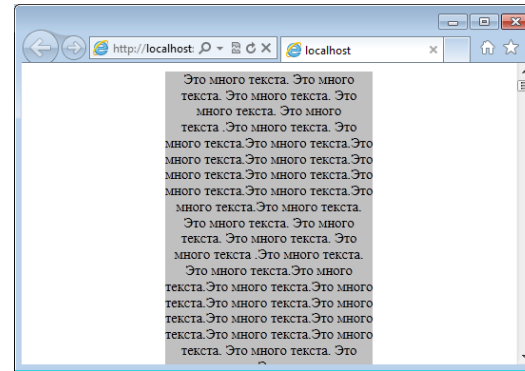 http://localhost:
localhost
Это много текста. Это много
текста. Это много текста. Это
много текста. Это много
текста .Это много текста. Это
много текста.Это много текста.Это
много текста.Это много текста.Это
много текста.Это много текста.Это
много текста.Это много текста.Это
много текста.Это много текста.
Это много текста. Это много
текста. Это много текста. Это
много текста .Это много текста.
Это много текста.Это много
текста.Это много текста.Это много
текста.Это много текста.Это много
текста.Это много текста.Это много
текста.Это много текста.Это много
текста. Это много текста. Это